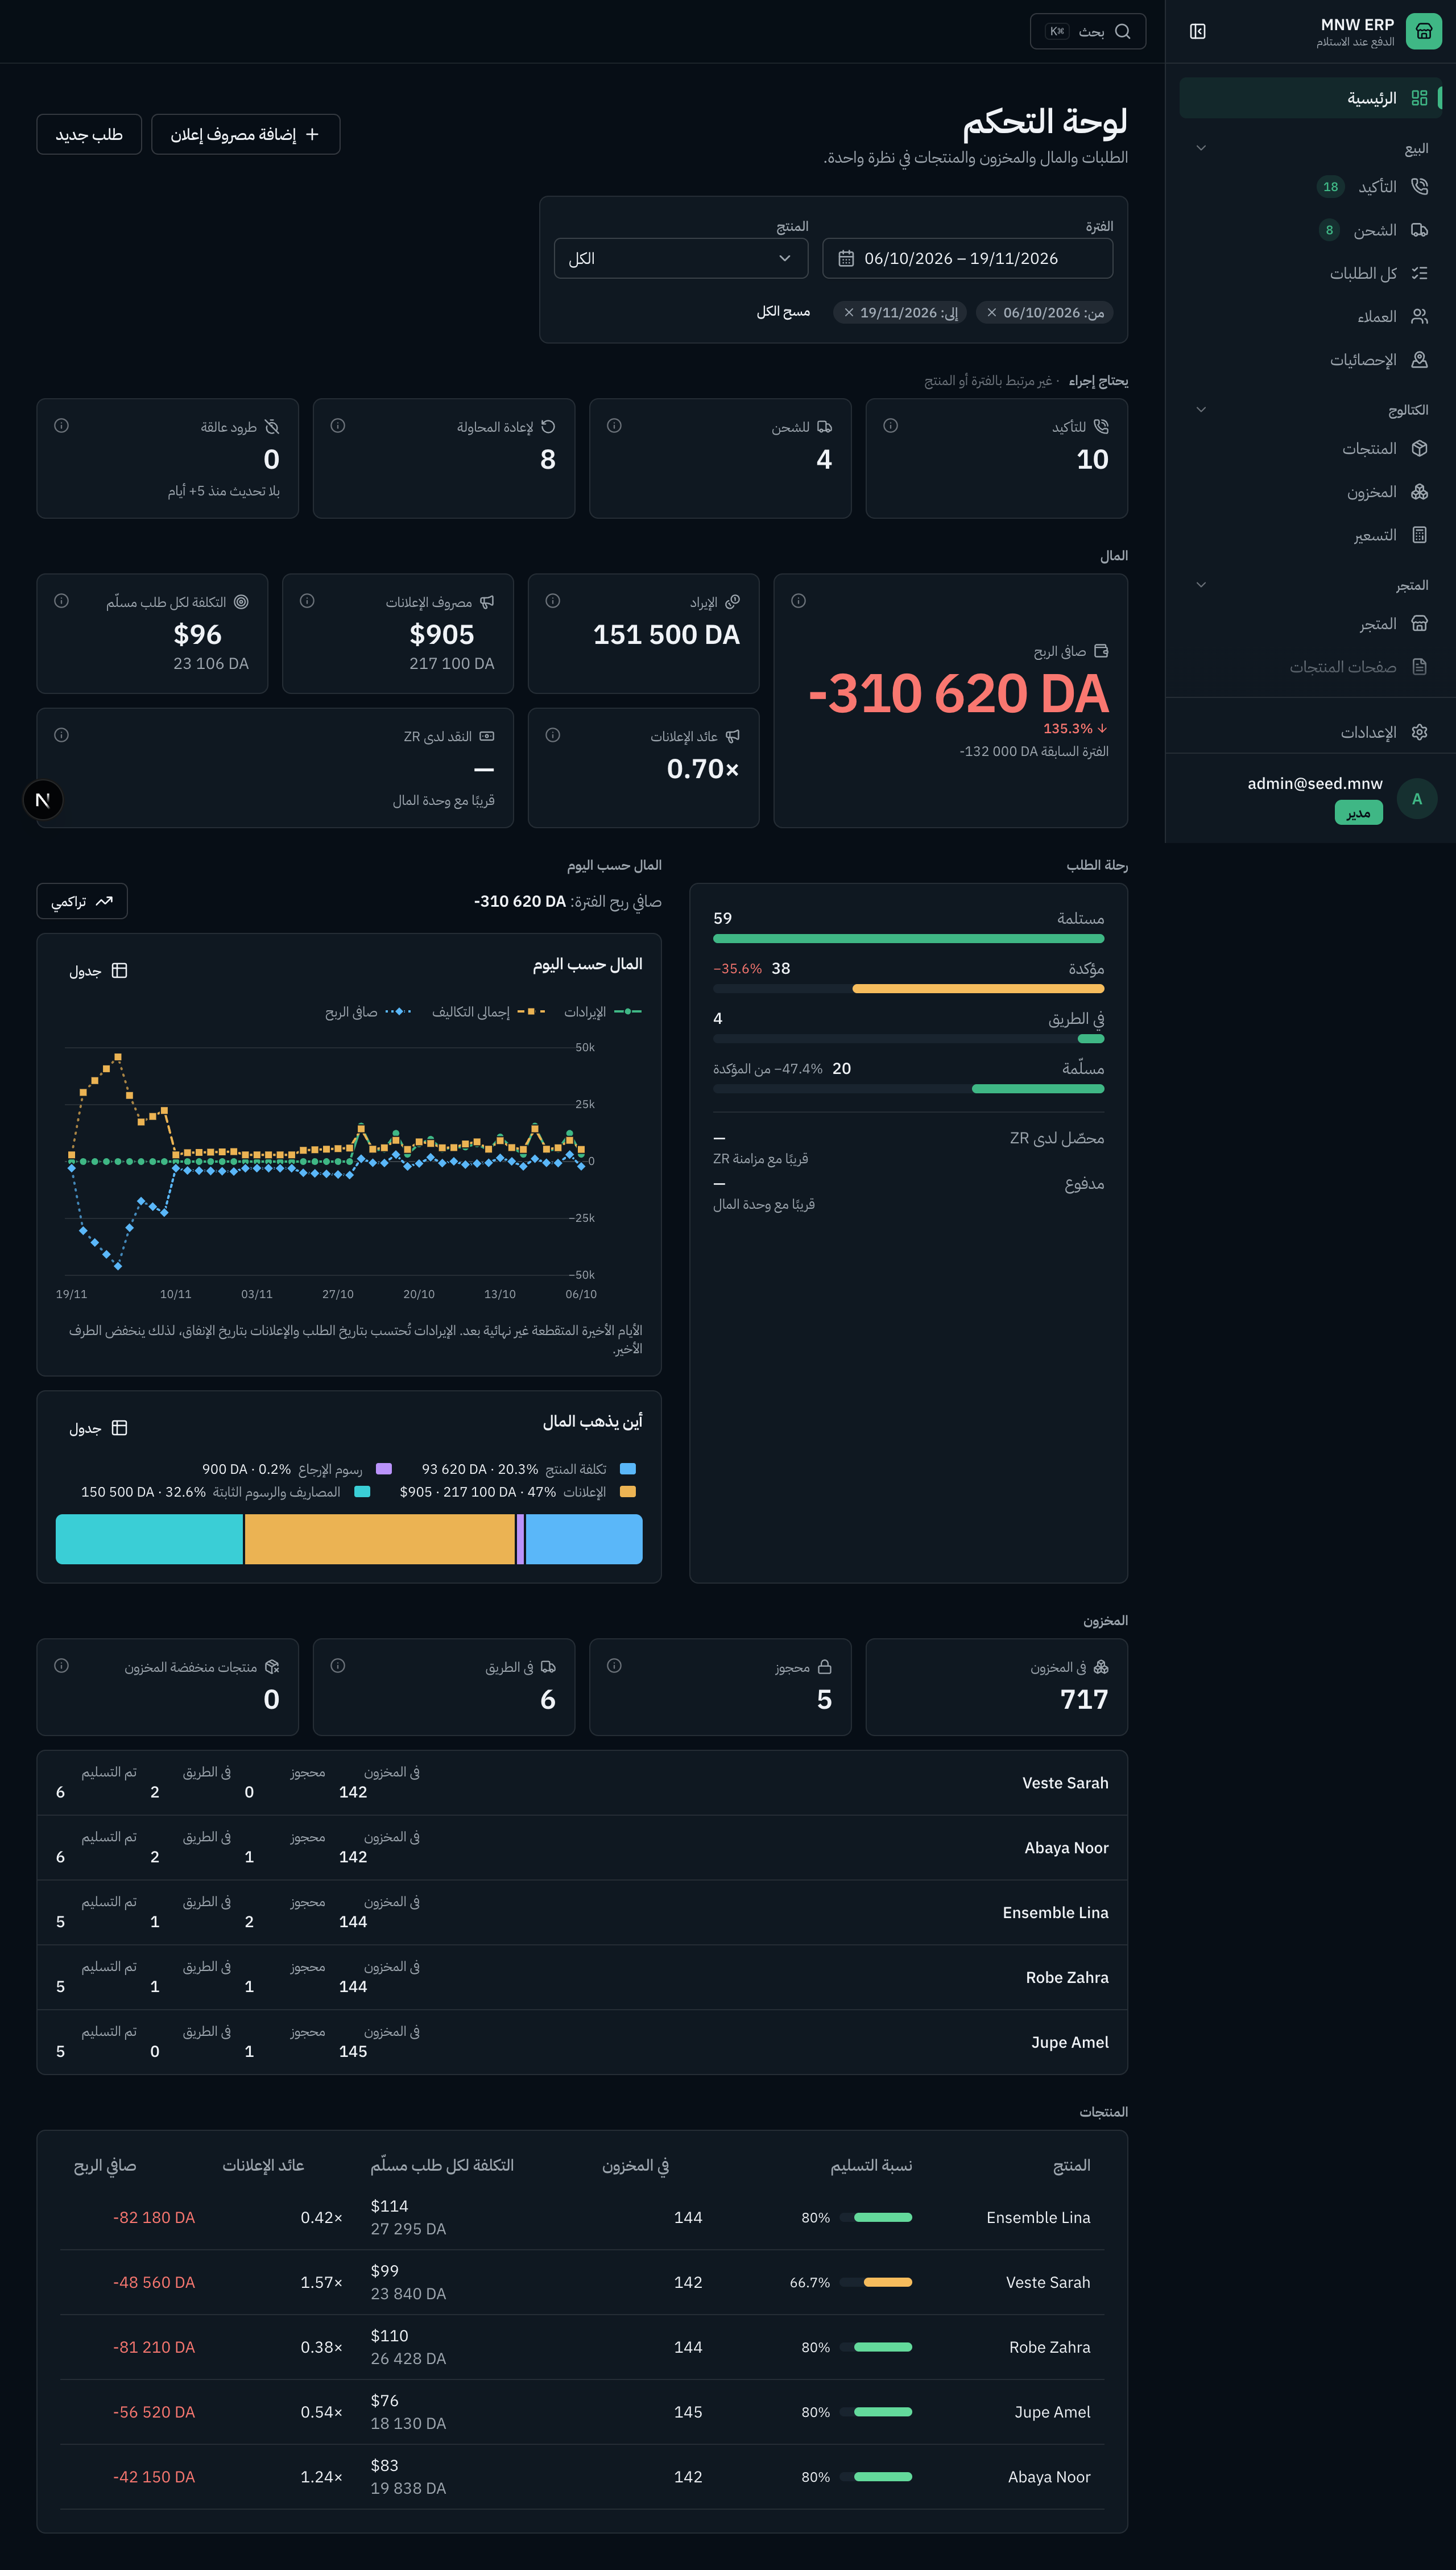 MNW ERP
الدفع عند الاستلام
بحث ⌘K
الرئيسية
البيع
التأكيد 18
الشحن 8
كل الطلبات
العملاء
الإحصائيات
الكتالوج
المنتجات
المخزون
التسعير
المتجر
المتجر
صفحات المنتجات
الإعدادات
admin@seed.mnw
مدير
A
لوحة التحكم
الطلبات والمال والمخزون والمنتجات في نظرة واحدة.
إضافة مصروف إعلان
طلب جديد
الفترة
06/10/2026 – 19/11/2026
المنتج
الكل
من: 06/10/2026 ×
إلى: 19/11/2026 ×
مسح الكل
يحتاج إجراء · غير مرتبط بالفترة أو المنتج
للتأكيد
10
للشحن
4
لإعادة المحاولة
8
طرود عالقة
0
بلا تحديث منذ 5+ أيام
المال
صافي الربح
-310 620 DA
↓ 135.3%
الفترة السابقة -132 000 DA
الإيراد
151 500 DA
مصروف الإعلانات
$905
217 100 DA
التكلفة لكل طلب مسلّم
$96
23 106 DA
عائد الإعلانات
0.70×
النقد لدى ZR
—
قريبًا مع وحدة المال
N
رحلة الطلب
مستلمة 59
مؤكدة 38 −35.6%
في الطريق 4
مسلّمة 20 −47.4% من المؤكدة
محصّل لدى ZR —
قريبًا مع مزامنة ZR
مدفوع —
قريبًا مع وحدة المال
المال حسب اليوم
صافي ربح الفترة: -310 620 DA
تراكمي
المال حسب اليوم
جدول
الإيرادات إجمالي التكاليف صافي الربح
50k
25k
0
−25k
−50k
06/10 13/10 20/10 27/10 03/11 10/11 19/11
الأيام الأخيرة المتقطعة غير نهائية بعد. الإيرادات تُحتسب بتاريخ الطلب والإعلانات بتاريخ الإنفاق، لذلك ينخفض الطرف
الأخير.
أين يذهب المال
جدول
تكلفة المنتج 93 620 DA · 20.3% رسوم الإرجاع 900 DA · 0.2%
الإعلانات $905 · 217 100 DA · 47% المصاريف والرسوم الثابتة 150 500 DA · 32.6%
المخزون
في المخزون
717
محجوز
5
في الطريق
6
منتجات منخفضة المخزون
0
Veste Sarah
في المخزون محجوز في الطريق تم التسليم
142 0 2 6
Abaya Noor
في المخزون محجوز في الطريق تم التسليم
142 1 2 6
Ensemble Lina
في المخزون محجوز في الطريق تم التسليم
144 2 1 5
Robe Zahra
في المخزون محجوز في الطريق تم التسليم
144 1 1 5
Jupe Amel
في المخزون محجوز في الطريق تم التسليم
145 1 0 5
المنتجات
المنتج نسبة التسليم في المخزون التكلفة لكل طلب مسلّم عائد الإعلانات صافي الربح
Ensemble Lina 80% 144 $114 0.42× -82 180 DA
27 295 DA
Veste Sarah 66.7% 142 $99 1.57× -48 560 DA
23 840 DA
Robe Zahra 80% 144 $110 0.38× -81 210 DA
26 428 DA
Jupe Amel 80% 145 $76 0.54× -56 520 DA
18 130 DA
Abaya Noor 80% 142 $83 1.24× -42 150 DA
19 838 DA